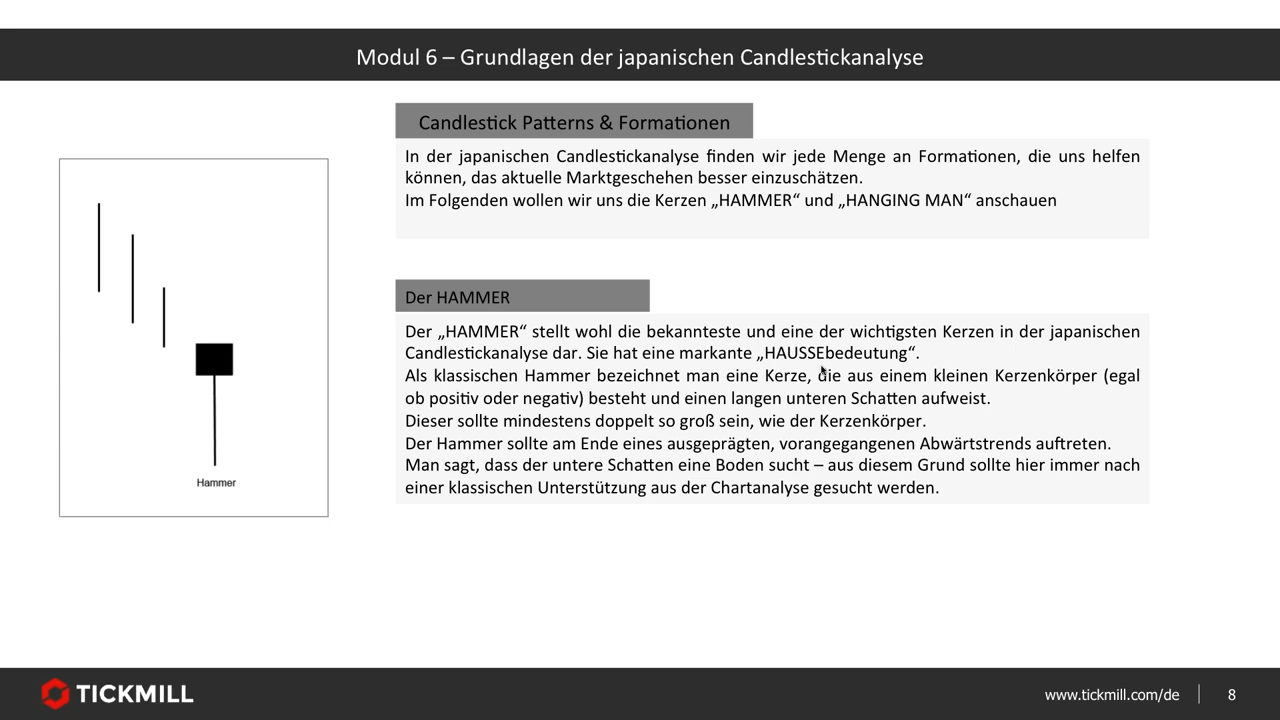 Modul 6 – Grundlagen der japanischen Candlestickanalyse
Candlestick Patterns & Formationen
In der japanischen Candlestickanalyse finden wir jede Menge an Formationen, die uns helfen
können, das aktuelle Marktgeschehen besser einzuschätzen.
Im Folgenden wollen wir uns die Kerzen „HAMMER“ und „HANGING MAN“ anschauen
Der HAMMER
Der „HAMMER“ stellt wohl die bekannteste und eine der wichtigsten Kerzen in der japanischen
Candlestickanalyse dar. Sie hat eine markante „HAUSSEbedeutung“.
Als klassischen Hammer bezeichnet man eine Kerze, die aus einem kleinen Kerzenkörper (egal
ob positiv oder negativ) besteht und einen langen unteren Schatten aufweist.
Dieser sollte mindestens doppelt so groß sein, wie der Kerzenkörper.
Der Hammer sollte am Ende eines ausgeprägten, vorangegangenen Abwärtstrends auftreten.
Man sagt, dass der untere Schatten eine Boden sucht – aus diesem Grund sollte hier immer nach
einer klassischen Unterstützung aus der Chartanalyse gesucht werden.
Hammer
TICKMILL
www.tickmill.com/de
8